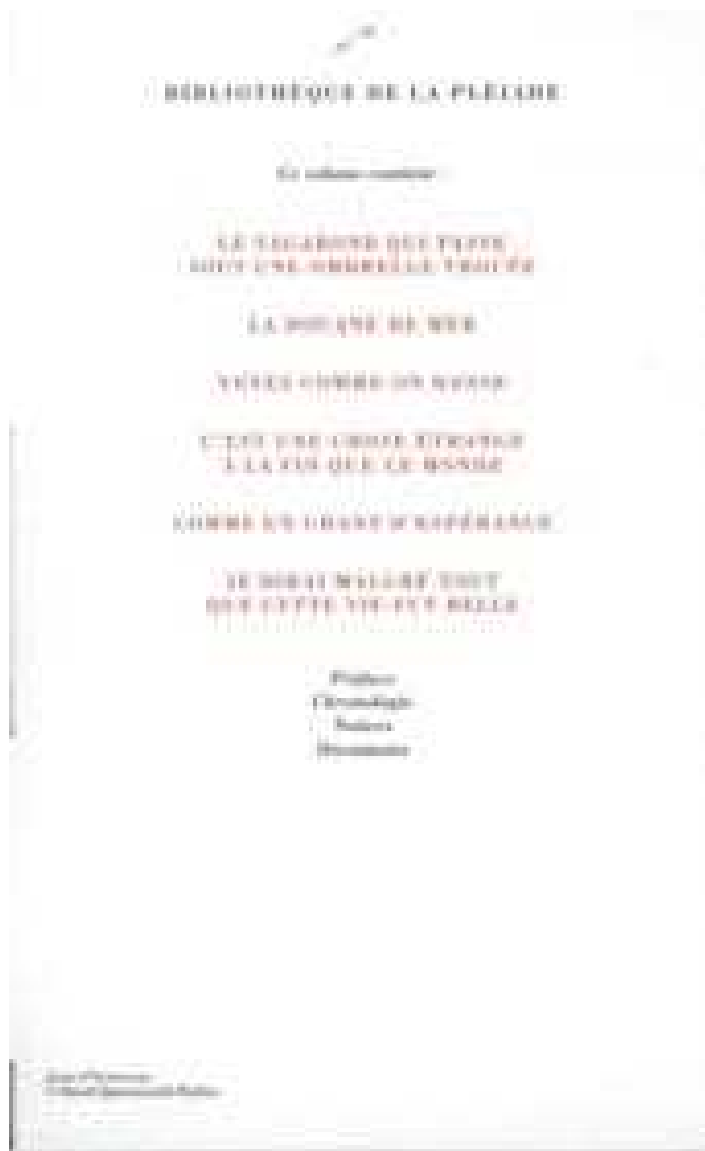 BIBLIOTHÈQUE DE LA PLÉIADE
Ce volume contient :
LE VAGABOND QUI PASSE
SOUS UNE OMBRELLE TROUÉE
LA DOUANE DE MER
VOYEZ COMME ON DANSE
C'EST UNE CHOSE ÉTRANGE
À LA FIN QUE LE MONDE
COMME UN CHANT D'ESPÉRANCE
JE DIRAI MALGRÉ TOUT
QUE CETTE VIE FUT BELLE
Préface
Chronologie
Notices